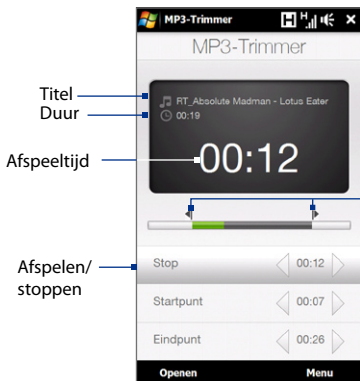 MP3-Trimmer
MP3-Trimmer
Titel
RT_Absolute Madman - Lotus Eater
Duur
00:19
Afspeeltijd
00:12
Afspelen/
stoppen
Stop 00:12
Startpunt 00:07
Eindpunt 00:26
Openen Menu